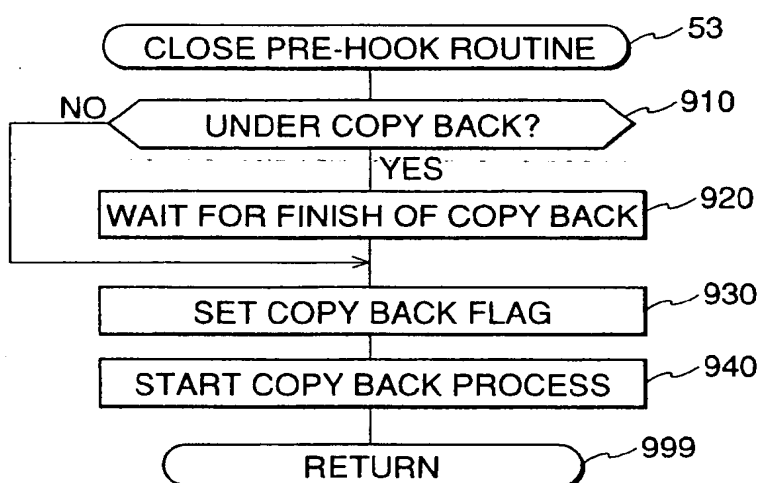 CLOSE PRE-HOOK ROUTINE 53
NO UNDER COPY BACK? 910
YES
WAIT FOR FINISH OF COPY BACK 920
SET COPY BACK FLAG 930
START COPY BACK PROCESS 940
RETURN 999